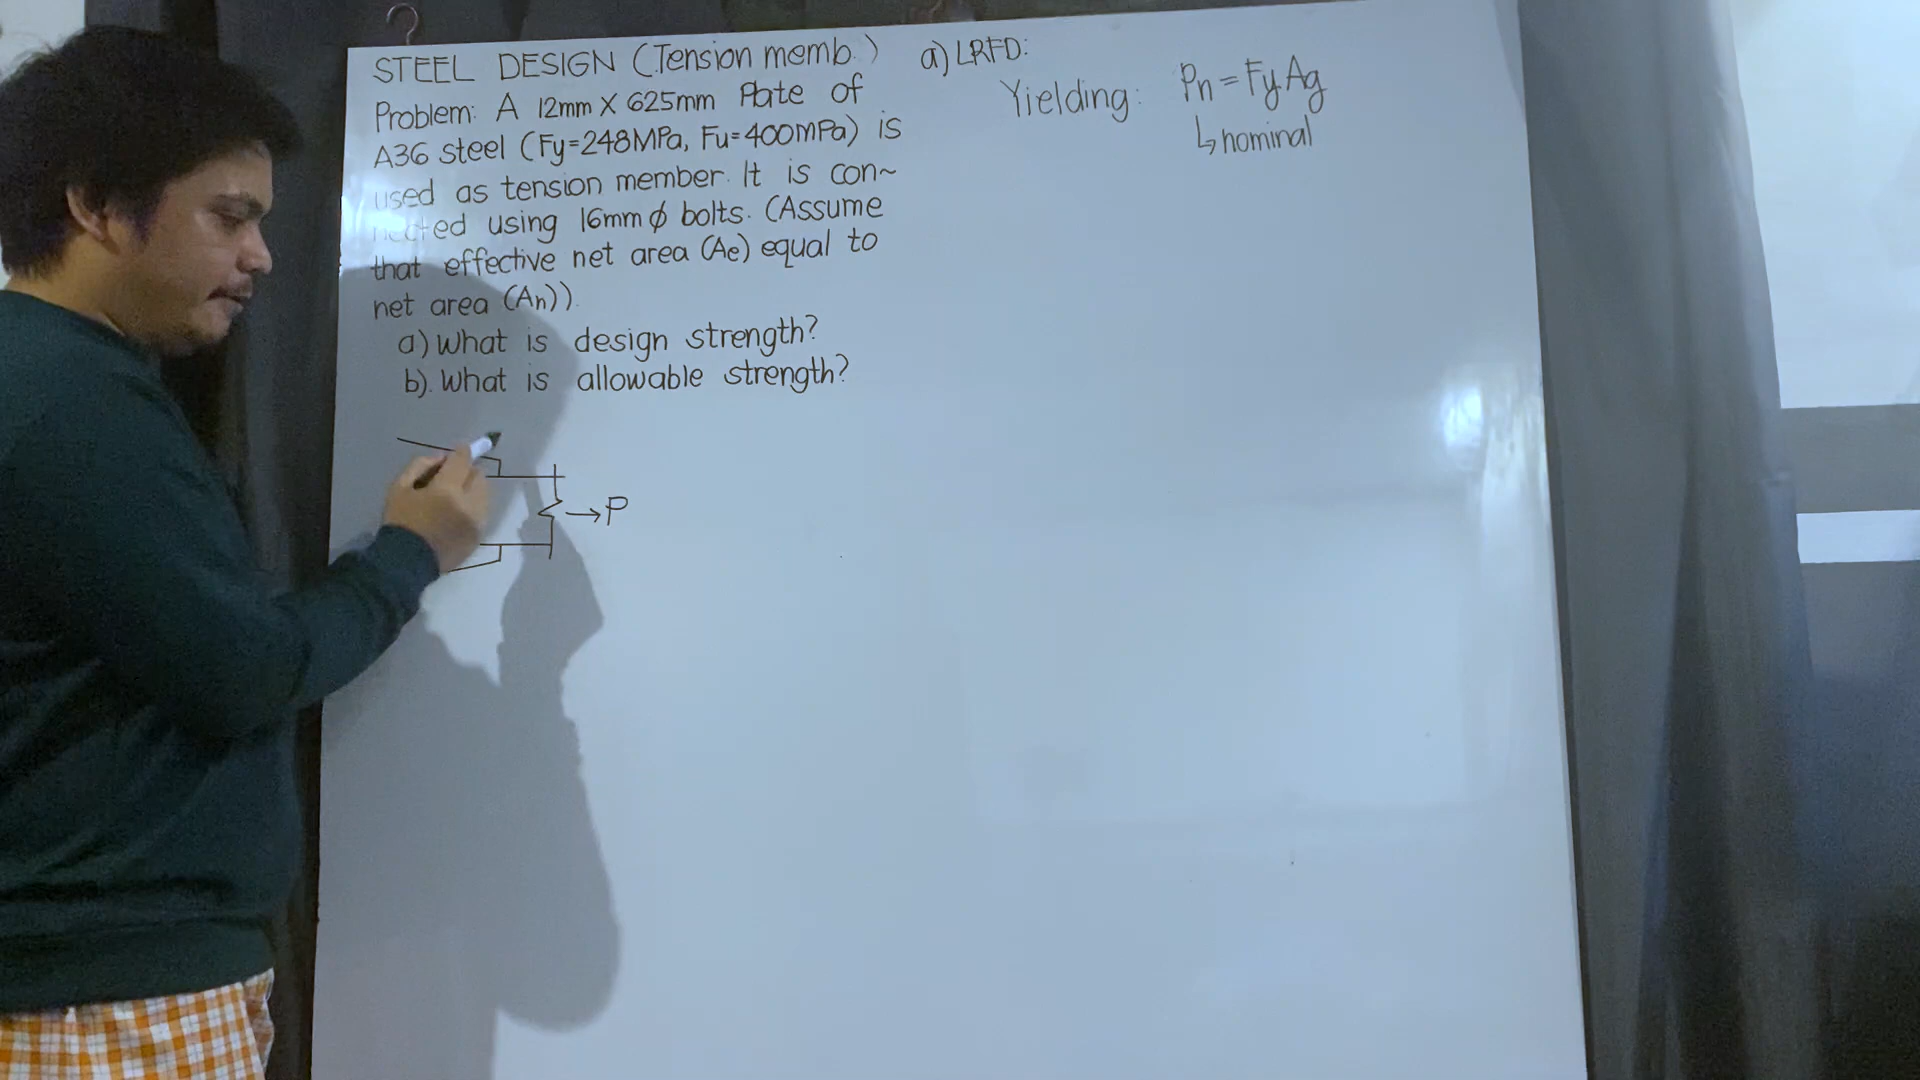 STEEL DESIGN (Tension memb.)
Problem: A 12mm X 625mm Plate of
A36 steel (Fy=248MPa, Fu=400MPa) is
used as tension member. It is con~
nected using 16mm ϕ bolts. (Assume
that effective net area (Ae) equal to
net area (An)).
a) What is design strength?
b). What is allowable strength?
→P
a) LRFD:
Yielding: Pn = Fy Ag
↳ nominal